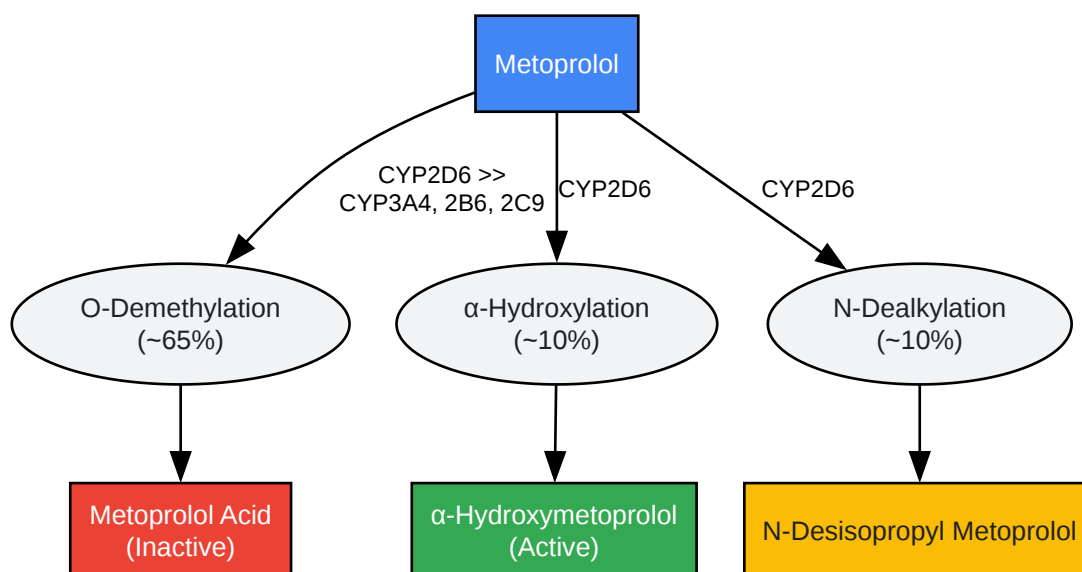 Metoprolol
CYP2D6 >>
CYP3A4, 2B6, 2C9
CYP2D6
CYP2D6
O-Demethylation
(~65%)
α-Hydroxylation
(~10%)
N-Dealkylation
(~10%)
Metoprolol Acid
(Inactive)
α-Hydroxymetoprolol
(Active)
N-Desisopropyl Metoprolol